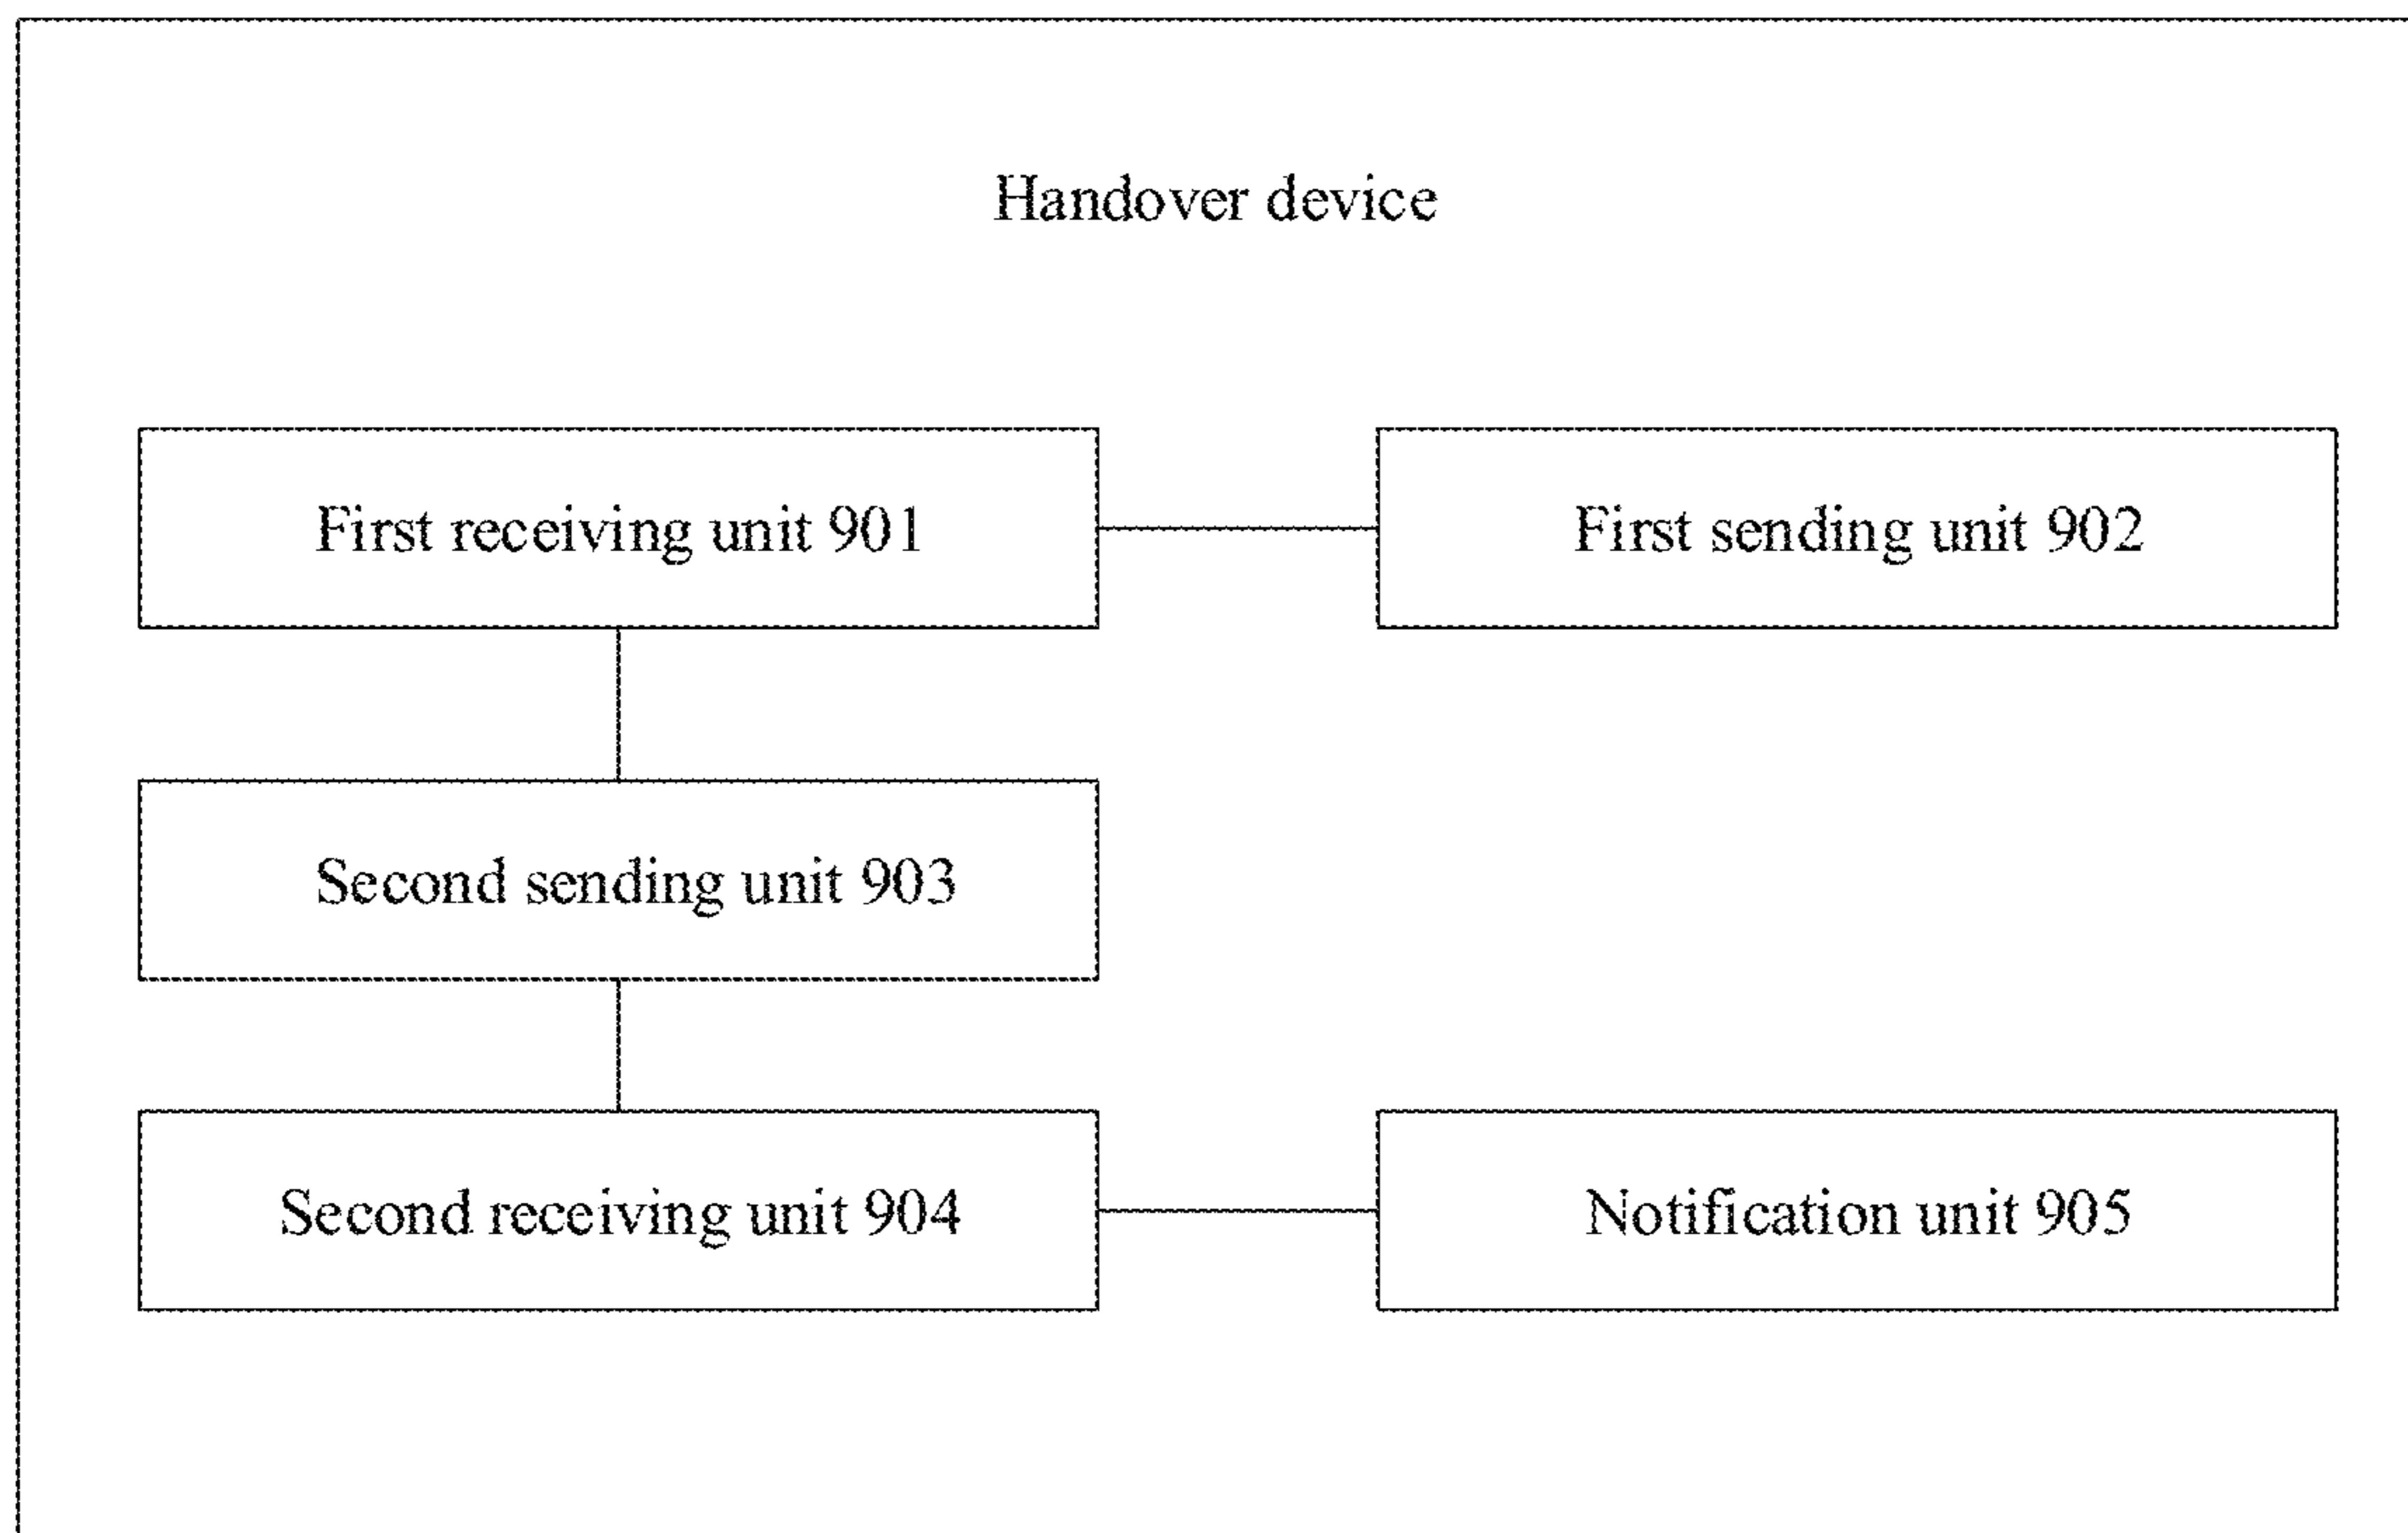 Handover device
First receiving unit 901
First sending unit 902
Second sending unit 903
Second receiving unit 904
Notification unit 905